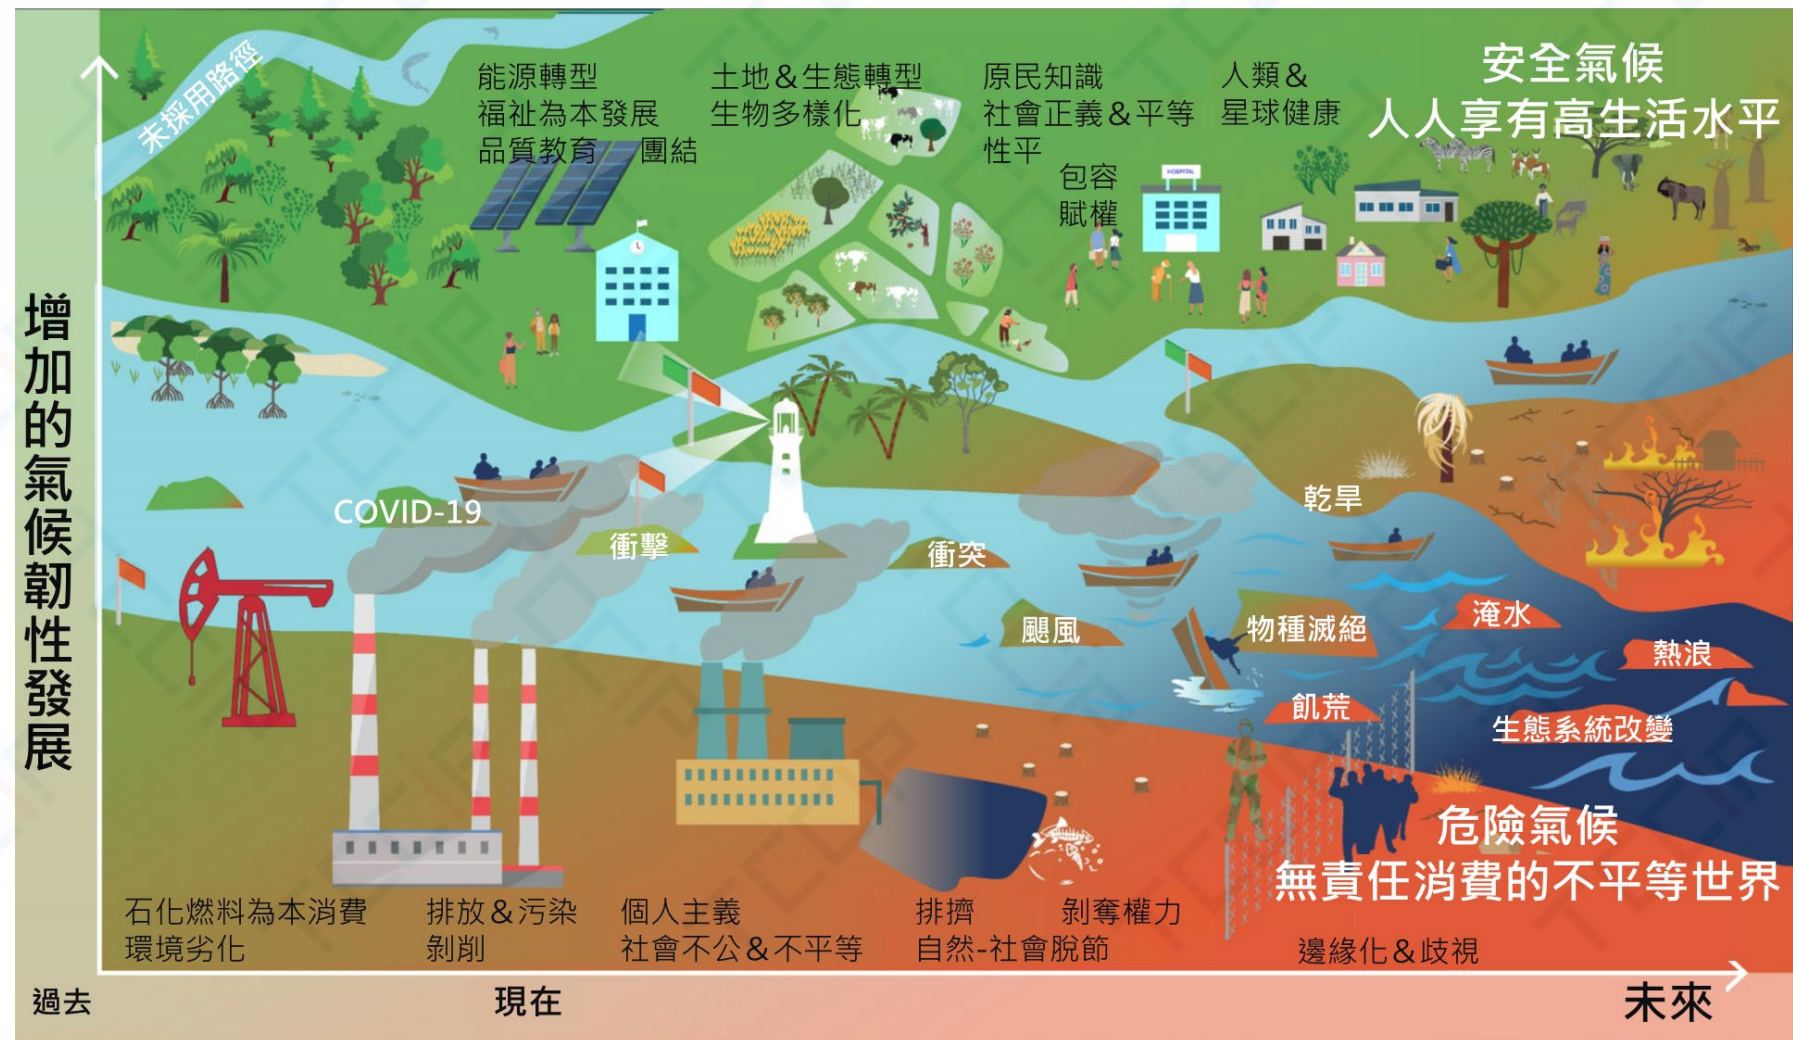 增加的氣候韌性發展
未採用路徑
能源轉型
福祉為本發展
品質教育 團結
土地&生態轉型
生物多樣化
原民知識
社會正義&平等
性平
包容
賦權
人類&
星球健康
安全氣候
人人享有高生活水平
HOSPITAL
COVID-19
衝擊
衝突
乾旱
颶風
物種滅絕
淹水
熱浪
飢荒
生態系統改變
危險氣候
無責任消費的不平等世界
石化燃料為本消費
環境劣化
排放&污染
剝削
個人主義
社會不公&不平等
排擠
自然-社會脫節
剝奪權力
邊緣化&歧視
過去
現在
未來
TCCIP